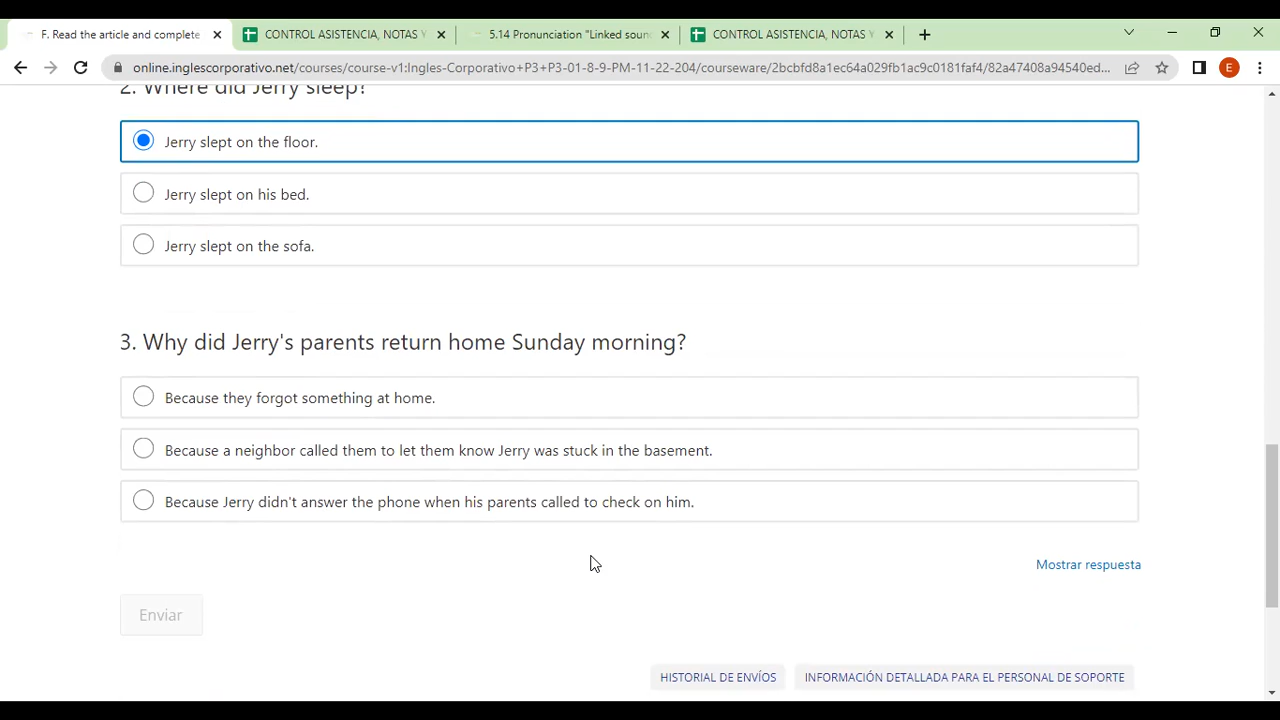 F. Read the article and complete
CONTROL ASISTENCIA, NOTAS Y
5.14 Pronunciation "Linked soun
CONTROL ASISTENCIA, NOTAS Y
online.inglescorporativo.net/courses/course-v1:Ingles-Corporativo+P3+P3-01-8-9-PM-11-22-204/courseware/2bcbfd8a1ec64a029fb1ac9c0181faf4/82a47408a94540ed...
E
2. Where did Jerry sleep?
Jerry slept on the floor.
Jerry slept on his bed.
Jerry slept on the sofa.
3. Why did Jerry's parents return home Sunday morning?
Because they forgot something at home.
Because a neighbor called them to let them know Jerry was stuck in the basement.
Because Jerry didn't answer the phone when his parents called to check on him.
Mostrar respuesta
Enviar
HISTORIAL DE ENVÍOS
INFORMACIÓN DETALLADA PARA EL PERSONAL DE SOPORTE